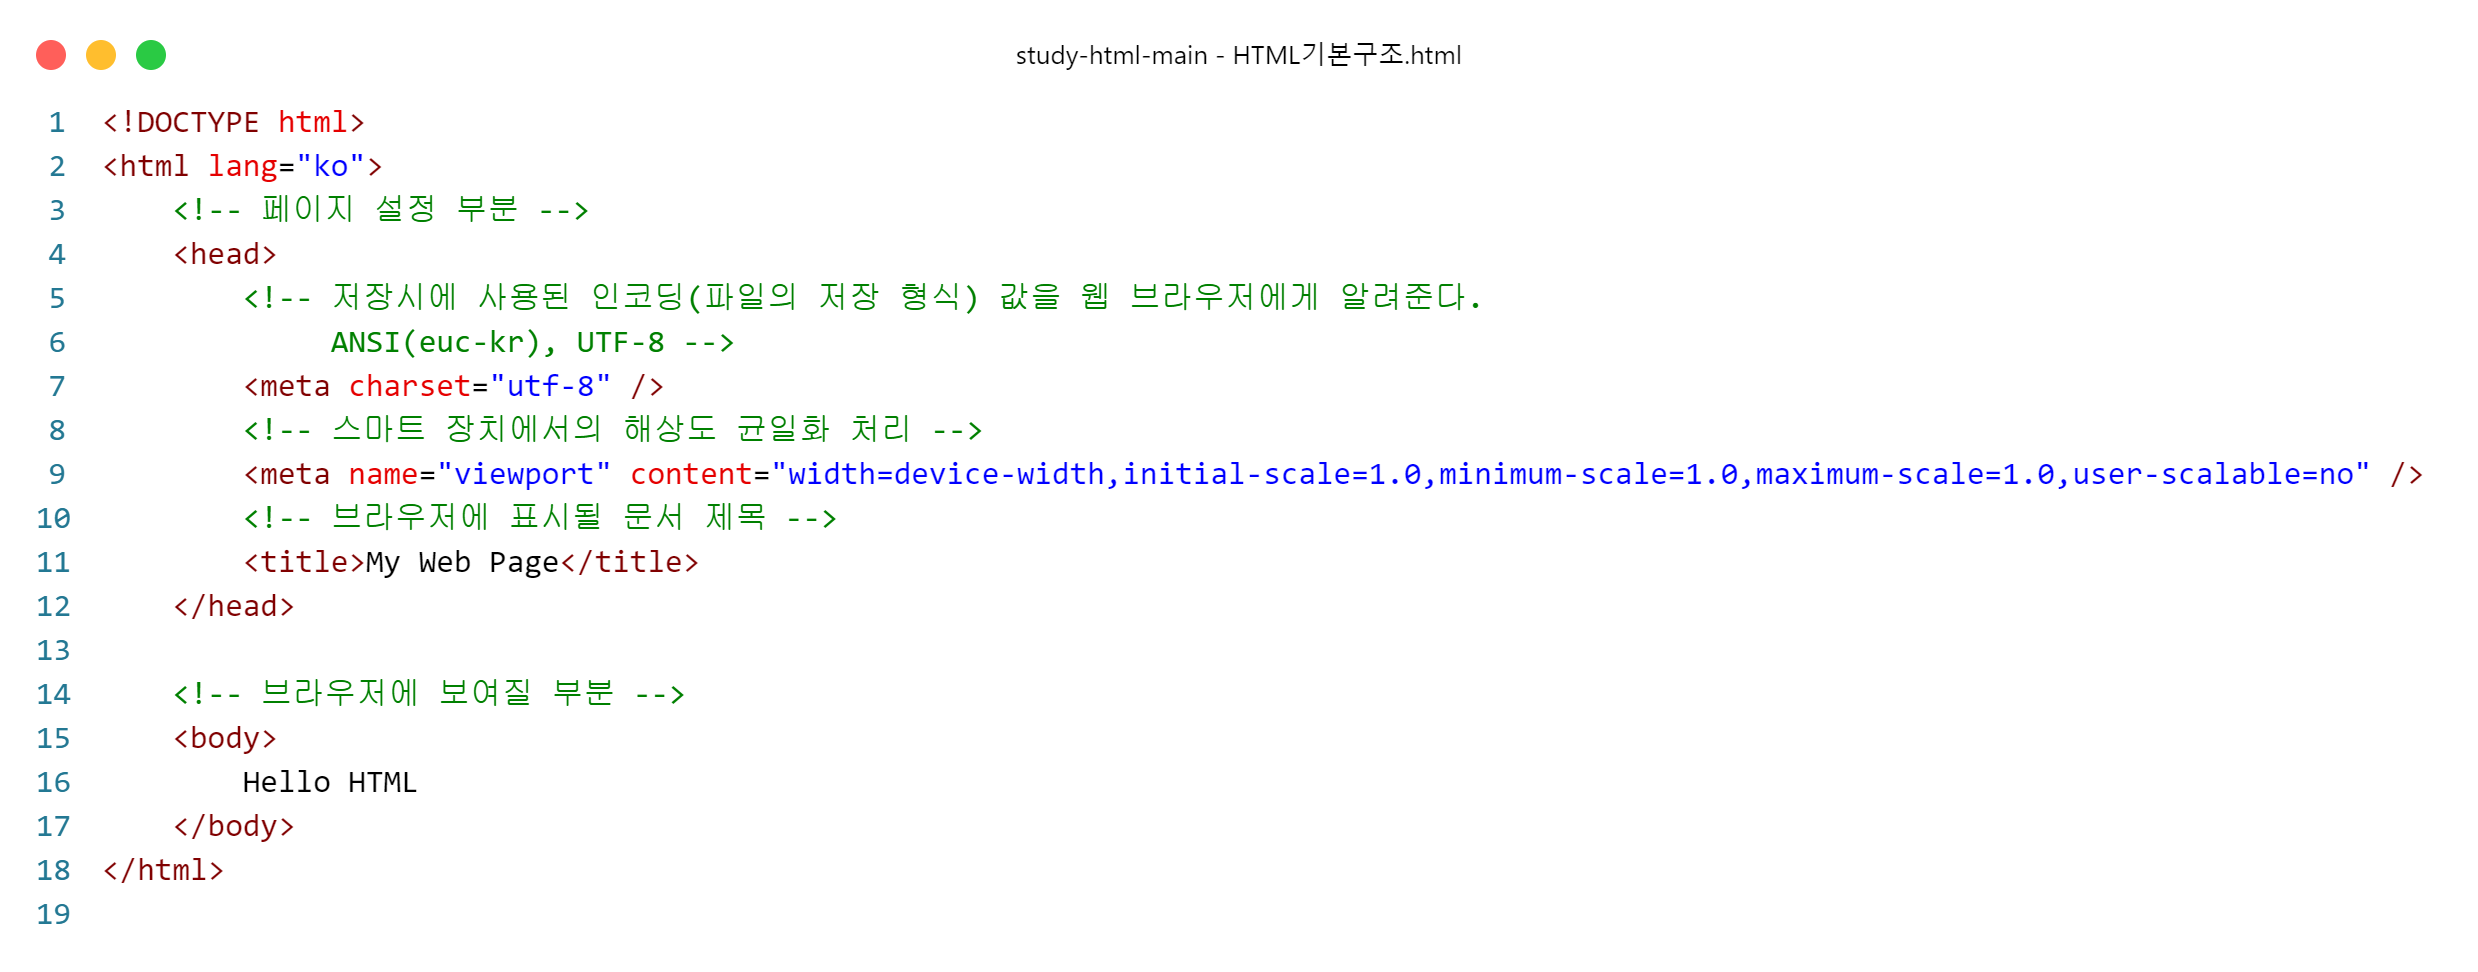 study-html-main - HTML기본구조.html
1 <!DOCTYPE html>
2 <html lang="ko">
3     <!-- 페이지 설정 부분 -->
4     <head>
5         <!-- 저장시에 사용된 인코딩(파일의 저장 형식) 값을 웹 브라우저에게 알려준다.
6              ANSI(euc-kr), UTF-8 -->
7         <meta charset="utf-8" />
8         <!-- 스마트 장치에서의 해상도 균일화 처리 -->
9         <meta name="viewport" content="width=device-width,initial-scale=1.0,minimum-scale=1.0,maximum-scale=1.0,user-scalable=no" />
10         <!-- 브라우저에 표시될 문서 제목 -->
11         <title>My Web Page</title>
12     </head>
13
14     <!-- 브라우저에 보여질 부분 -->
15     <body>
16         Hello HTML
17     </body>
18 </html>
19